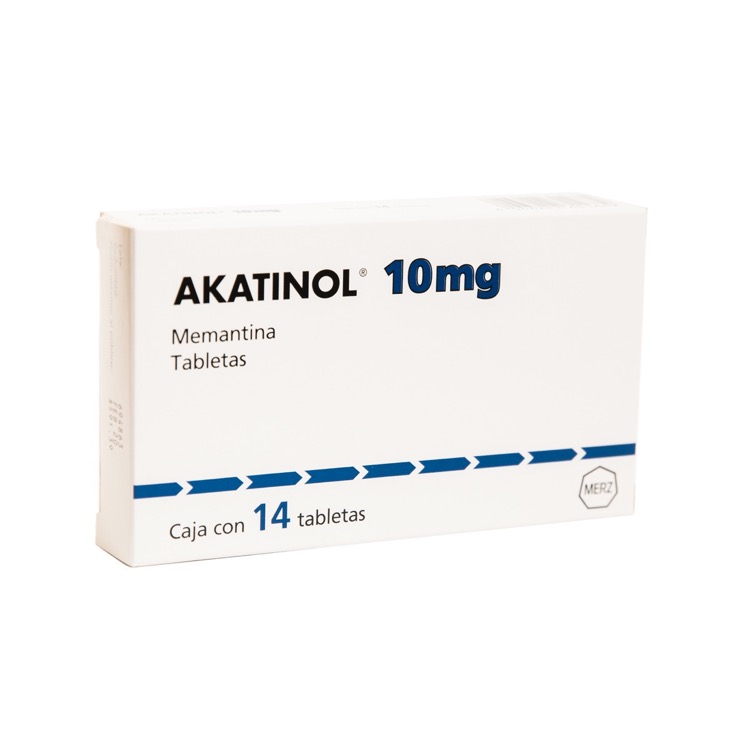 AKATINOL® 10mg
Memantina
Tabletas
MERZ
Caja con 14 tabletas